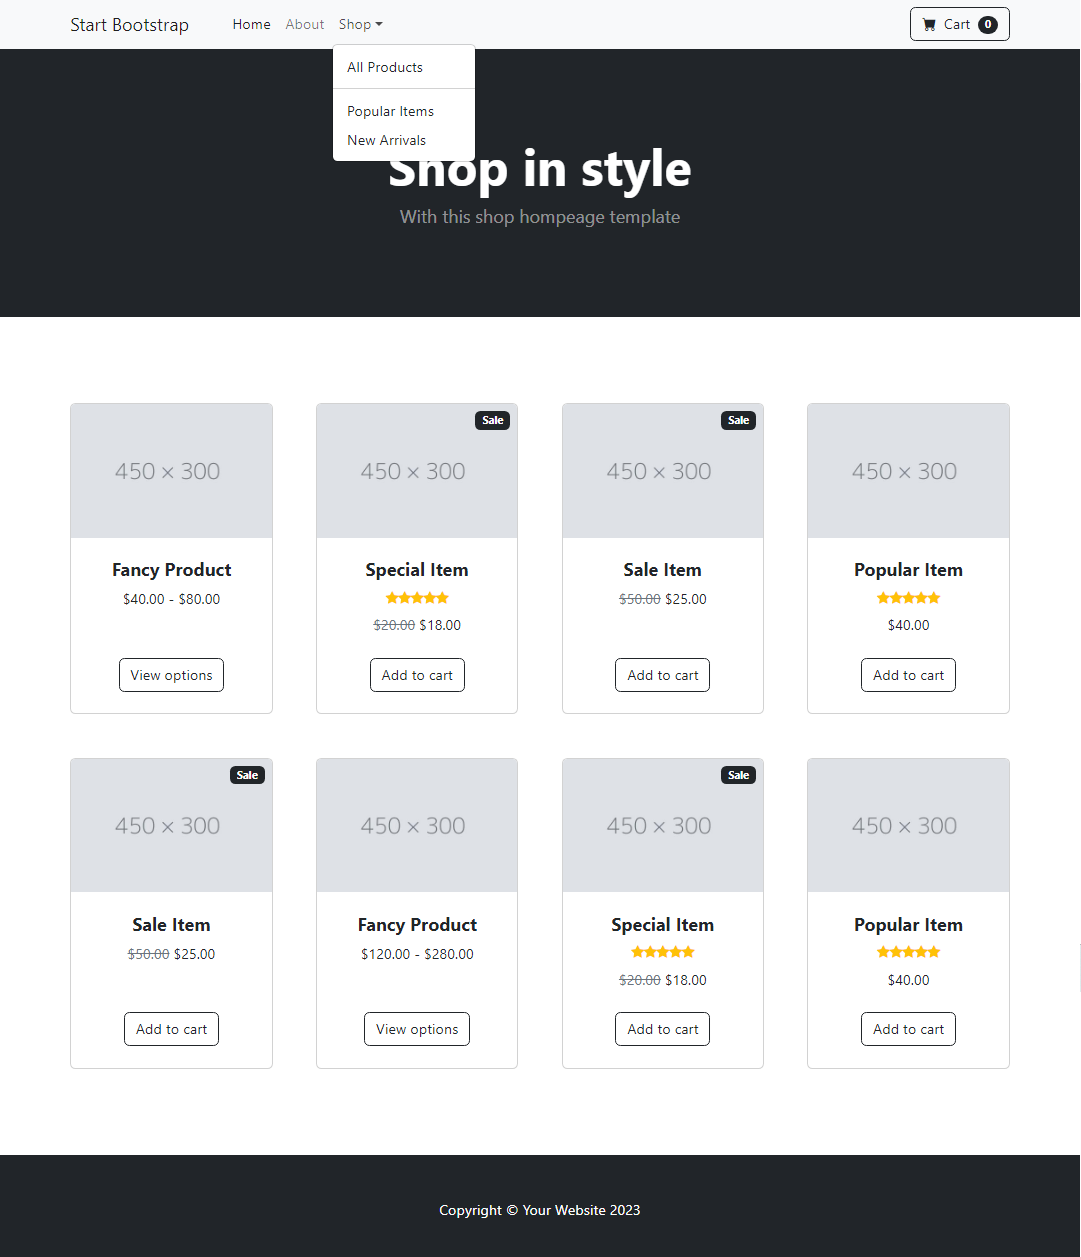 Start Bootstrap Home About Shop Cart 0
All Products
Popular Items
New Arrivals
Shop in style
With this shop hompeage template
Sale Sale
450 × 300 450 × 300 450 × 300 450 × 300
Fancy Product Special Item Sale Item Popular Item
$40.00 - $80.00 $50.00 $25.00
$20.00 $18.00 $40.00
View options Add to cart Add to cart Add to cart
Sale Sale
450 × 300 450 × 300 450 × 300 450 × 300
Sale Item Fancy Product Special Item Popular Item
$50.00 $25.00 $120.00 - $280.00
$20.00 $18.00 $40.00
Add to cart View options Add to cart Add to cart
Copyright © Your Website 2023